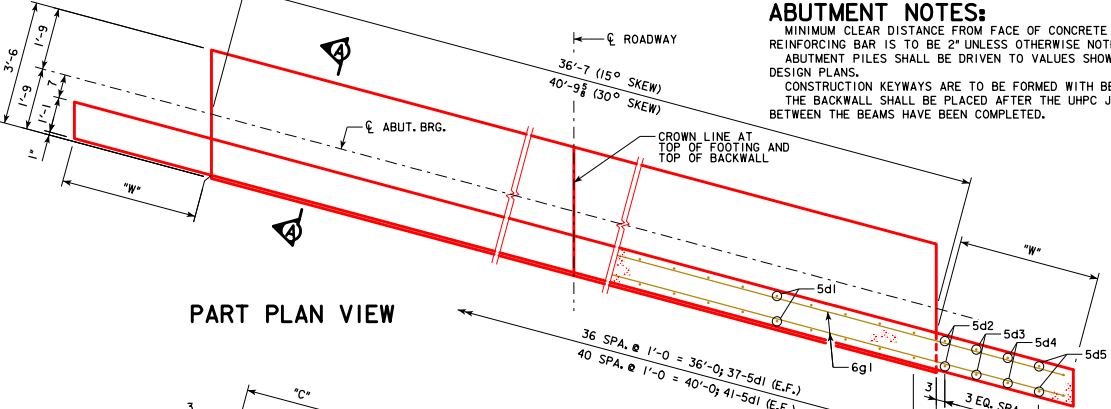 ABUTMENT NOTES:
MINIMUM CLEAR DISTANCE FROM FACE OF CONCRETE
REINFORCING BAR IS TO BE 2" UNLESS OTHERWISE
ABUTMENT PILES SHALL BE DRIVEN TO VALUES
DESIGN PLANS.
CONSTRUCTION KEYWAYS ARE TO BE FORMED WITH
THE BACKWALL SHALL BE PLACED AFTER THE UHPC
BETWEEN THE BEAMS HAVE BEEN COMPLETED.
℄ ROADWAY
36'-7 (15° SKEW)
40'-9⅝ (30° SKEW)
3'-6
1'-9
1'-9
7
1'-1
1"
A
℄ ABUT. BRG.
CROWN LINE AT
TOP OF FOOTING AND
TOP OF BACKWALL
"W"
"W"
A
PART PLAN VIEW
5d1
5d2
5d3
5d4
5d5
6g1
36 SPA. @ 1'-0 = 36'-0; 37-5d1 (E.F.)
40 SPA. @ 1'-0 = 40'-0; 41-5d1 (E.F.)
3
3 EQ. SPA
"C"
3